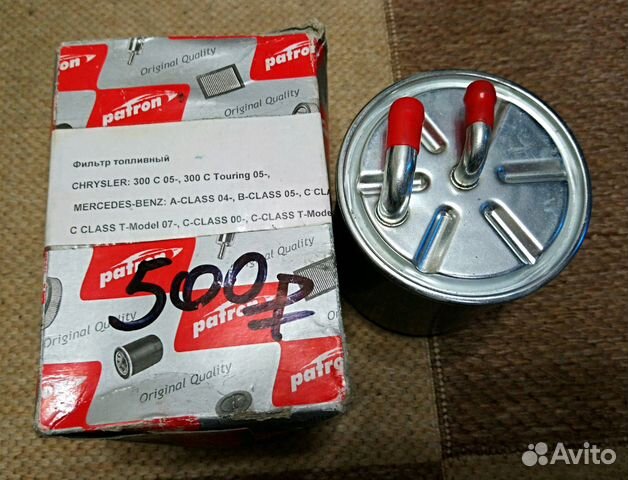 patron
Original Quality
patron
Original Quality
patron
Original Quality
Фильтр топливный
CHRYSLER: 300 C 05-, 300 C Touring 05-,
MERCEDES-BENZ: A-CLASS 04-, B-CLASS 05-, C CLA
C CLASS T-Model 07-, C-CLASS 00-, C-CLASS T-Mode
patron
500₽
patron
Original Quality
patron
Original Quality
Avito